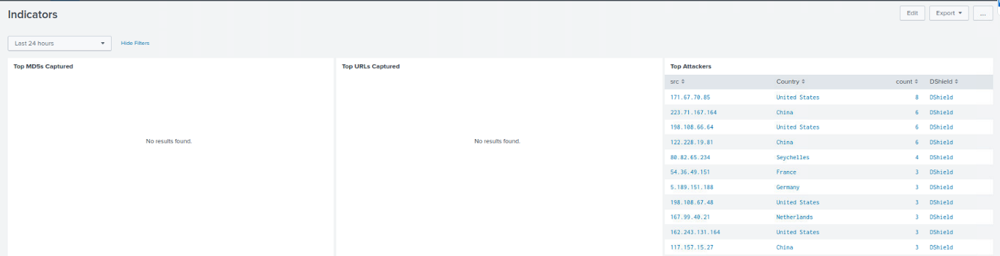 Indicators
Edit Export ...
Last 24 hours Hide Filters
Top MD5s Captured
No results found.
Top URLs Captured
No results found.
Top Attackers
src Country count DShield
171.67.70.85 United States 8 DShield
223.71.167.164 China 6 DShield
198.108.66.64 United States 6 DShield
122.228.19.81 China 6 DShield
80.82.65.234 Seychelles 4 DShield
54.36.49.151 France 3 DShield
5.189.151.188 Germany 3 DShield
198.108.67.48 United States 3 DShield
167.99.40.21 Netherlands 3 DShield
162.243.131.164 United States 3 DShield
117.157.15.27 China 3 DShield